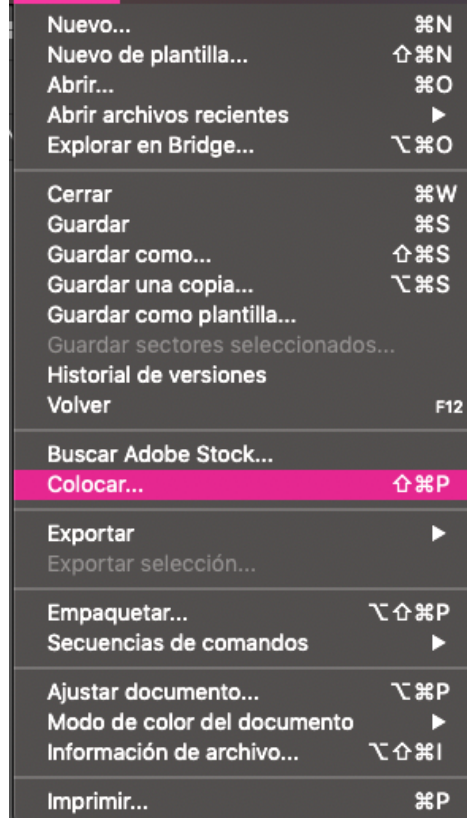 Nuevo... ⌘N
Nuevo de plantilla... ⇧⌘N
Abrir... ⌘O
Abrir archivos recientes ▶
Explorar en Bridge... ⌥⌘O
Cerrar ⌘W
Guardar ⌘S
Guardar como... ⇧⌘S
Guardar una copia... ⌥⌘S
Guardar como plantilla...
Guardar sectores seleccionados...
Historial de versiones
Volver F12
Buscar Adobe Stock...
Colocar... ⇧⌘P
Exportar ▶
Exportar selección...
Empaquetar... ⌥⇧⌘P
Secuencias de comandos ▶
Ajustar documento... ⌥⌘P
Modo de color del documento ▶
Información de archivo... ⌥⇧⌘I
Imprimir... ⌘P